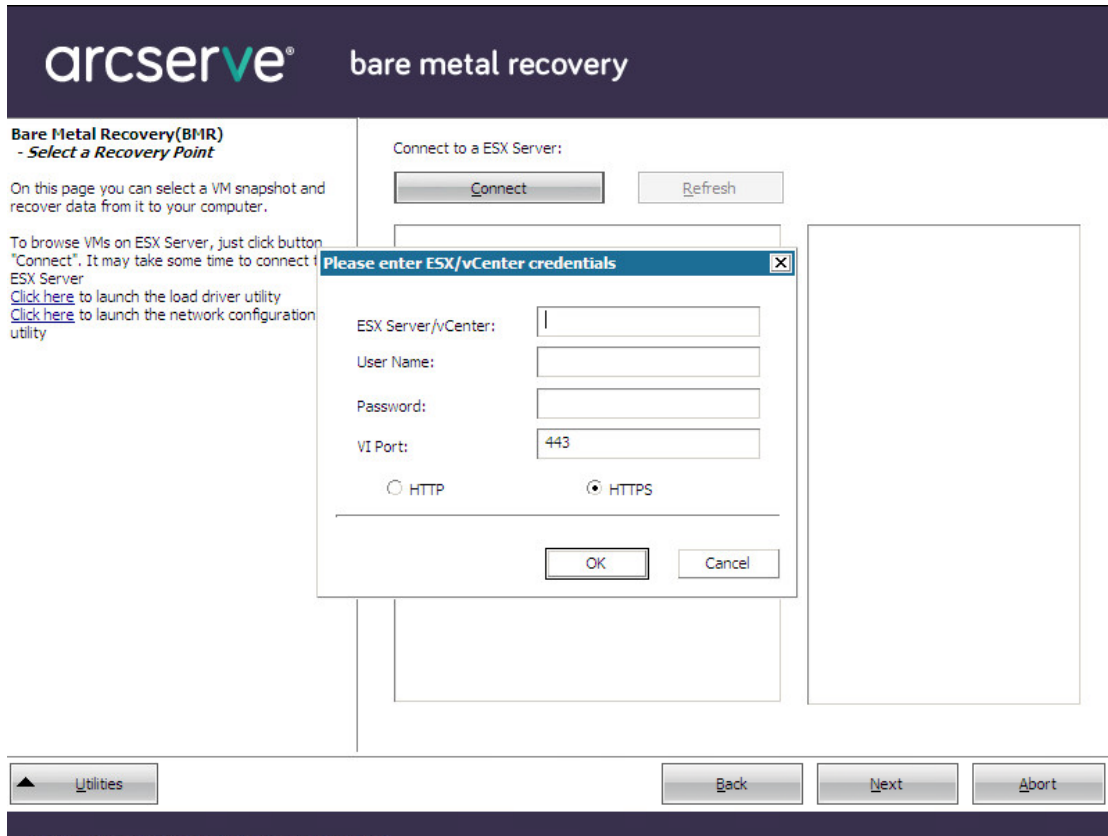 arcserve®
bare metal recovery
Bare Metal Recovery(BMR)
- Select a Recovery Point
On this page you can select a VM snapshot and
recover data from it to your computer.
To browse VMs on ESX Server, just click button
"Connect". It may take some time to connect
ESX Server
Click here to launch the load driver utility
Click here to launch the network configuration
utility
Connect to a ESX Server:
Connect
Refresh
Please enter ESX/vCenter credentials
ESX Server/vCenter:
User Name:
Password:
VI Port:
443
HTTP
HTTPS
OK
Cancel
Utilities
Back
Next
Abort